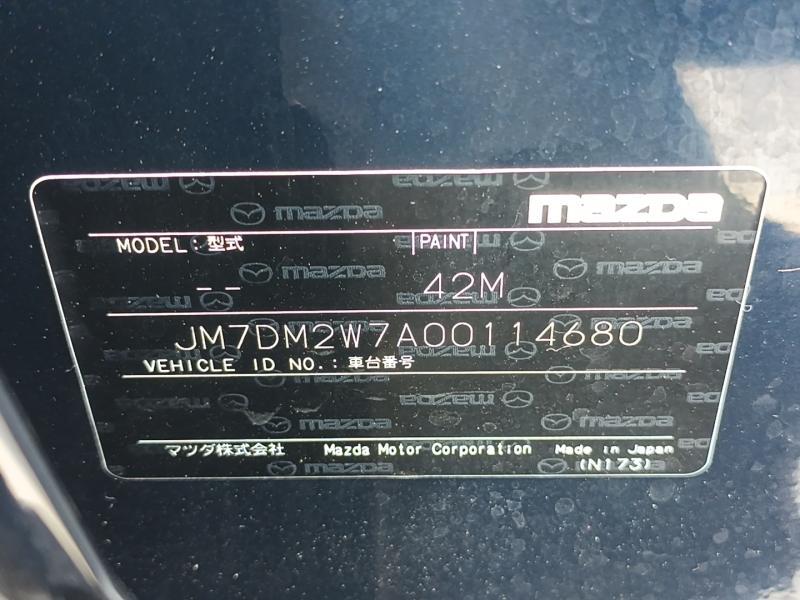 mazda
MODEL : 型式 PAINT
-- 42M
JM7DM2W7A00114680
VEHICLE ID NO. : 車台番号
マツダ株式会社 Mazda Motor Corporation Made in Japan
(N173)